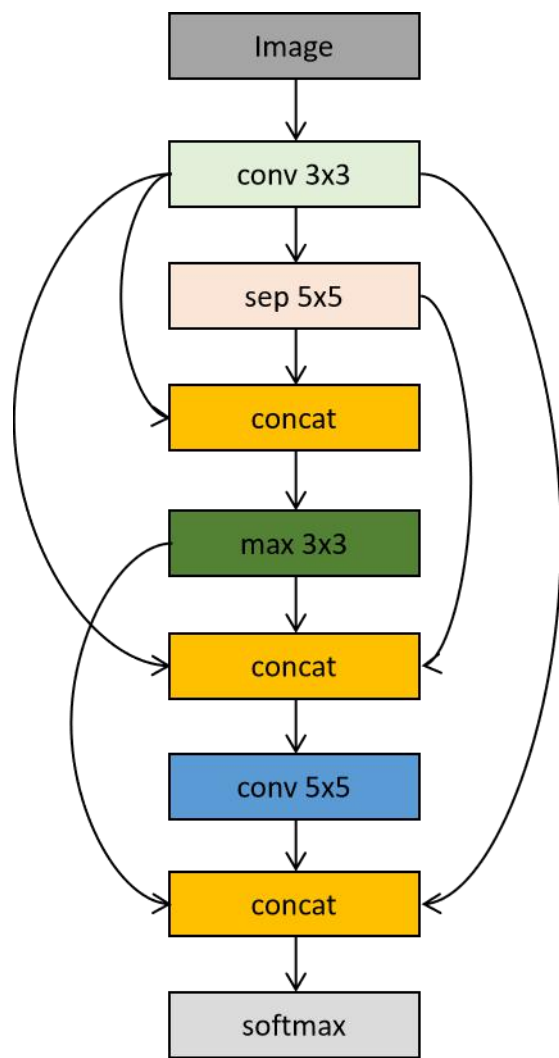 Image
conv 3x3
sep 5x5
concat
max 3x3
concat
conv 5x5
concat
softmax